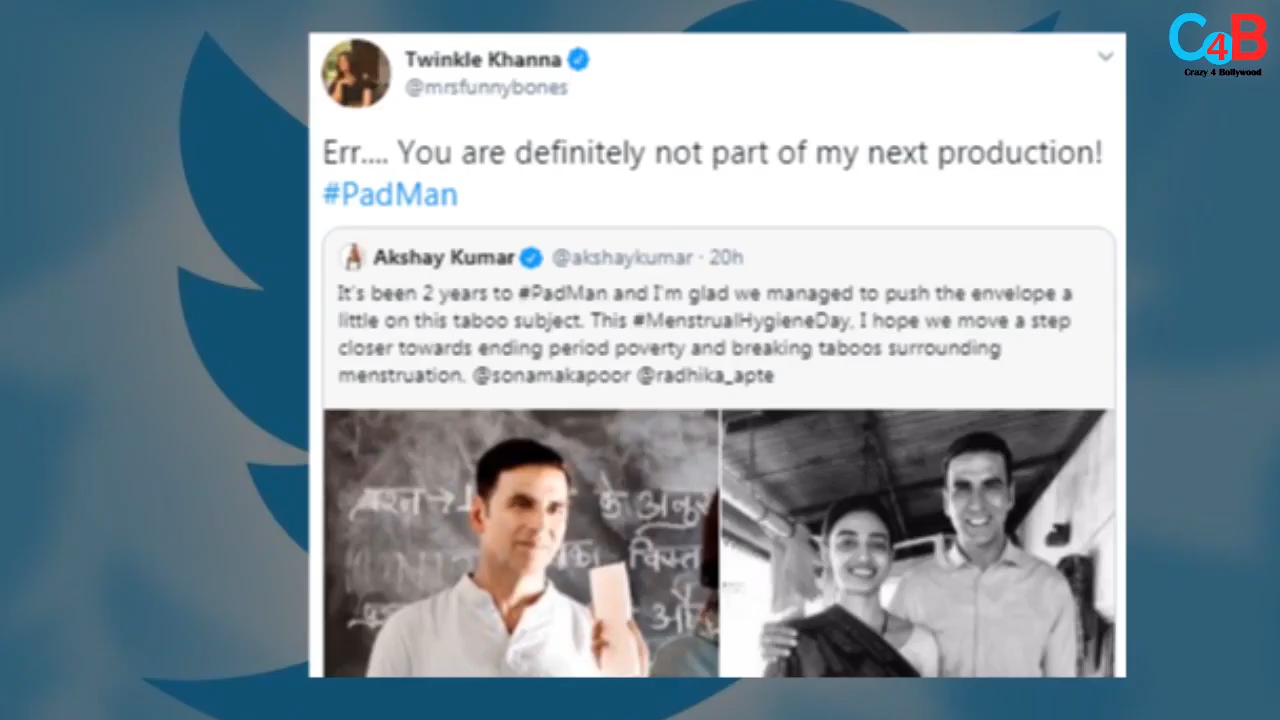 C4B
Crazy 4 Bollywood
Twinkle Khanna
@mrsfunnybones
Err.... You are definitely not part of my next production!
#PadMan
Akshay Kumar @akshaykumar · 20h
It's been 2 years to #PadMan and I'm glad we managed to push the envelope a
little on this taboo subject. This #MenstrualHygieneDay, I hope we move a step
closer towards ending period poverty and breaking taboos surrounding
menstruation. @sonamakapoor @radhika_apte
के